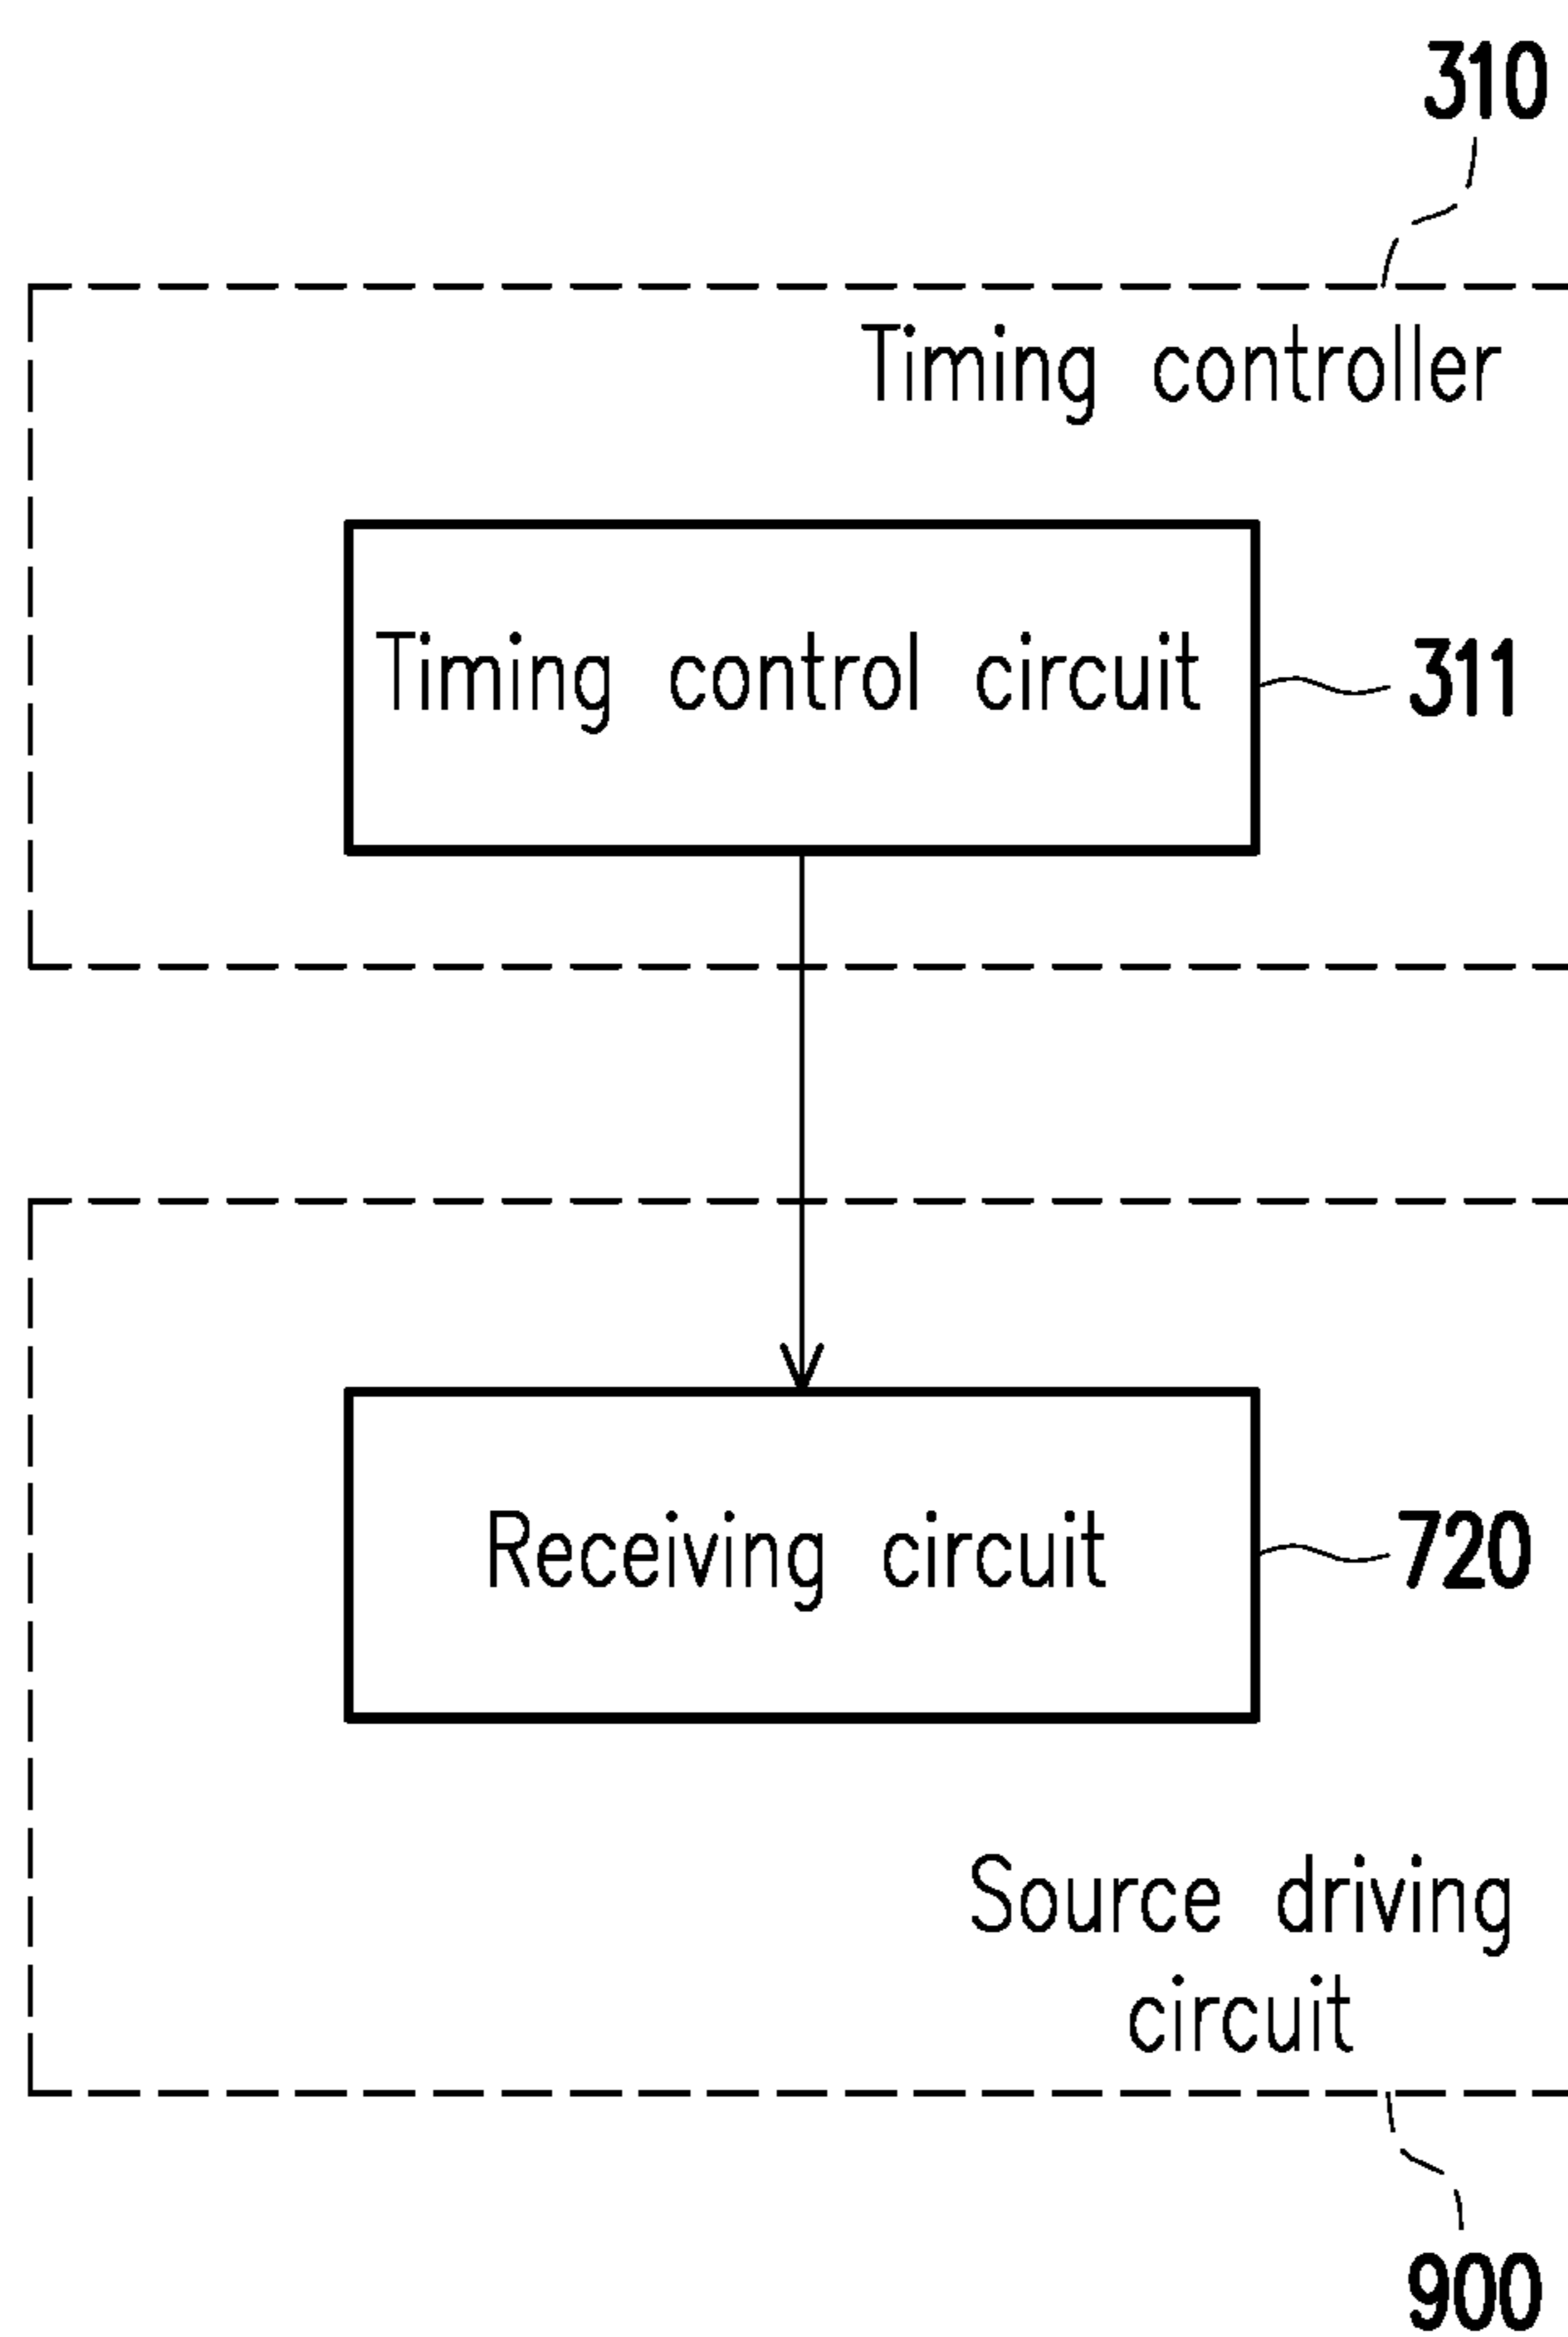 310
Timing controller
Timing control circuit
311
Receiving circuit
720
Source driving
circuit
900